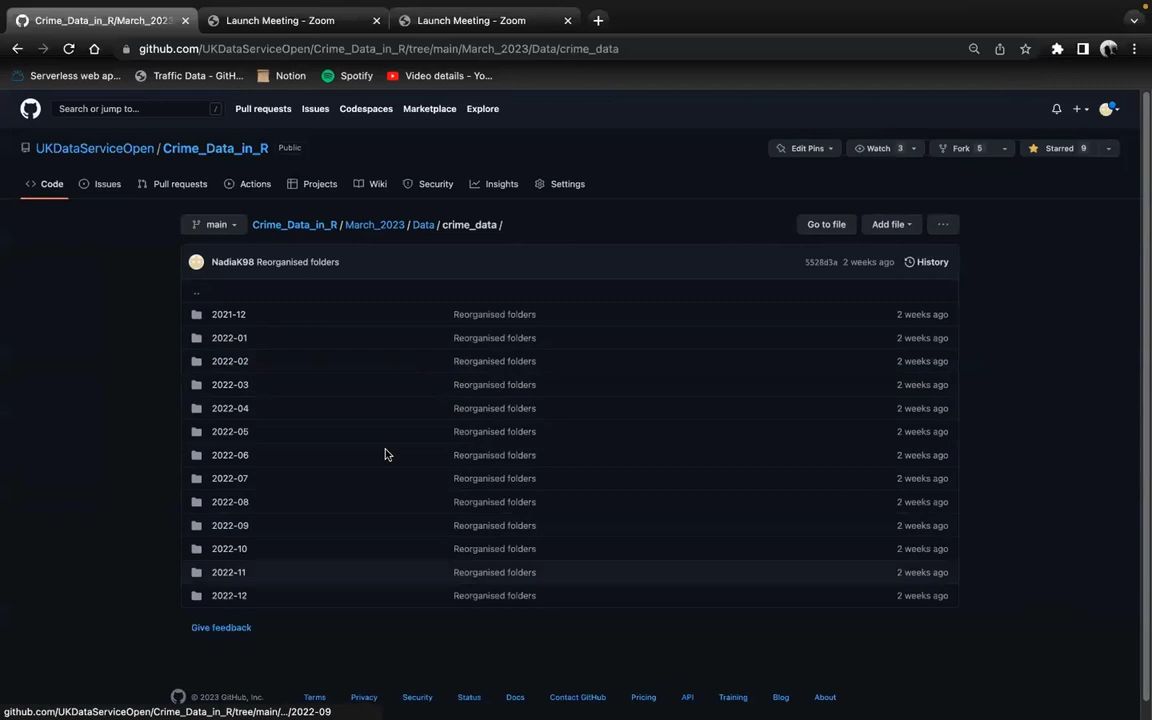 Crime_Data_in_R/March_2023
Launch Meeting - Zoom
Launch Meeting - Zoom
github.com/UKDataServiceOpen/Crime_Data_in_R/tree/main/March_2023/Data/crime_data
Serverless web ap...
Traffic Data - GitH...
Notion
Spotify
Video details - Yo...
Search or jump to...
/
Pull requests
Issues
Codespaces
Marketplace
Explore
UKDataServiceOpen / Crime_Data_in_R
Public
Edit Pins
Watch 3
Fork 5
Starred 9
Code
Issues
Pull requests
Actions
Projects
Wiki
Security
Insights
Settings
main
Crime_Data_in_R / March_2023 / Data / crime_data /
Go to file
Add file
...
NadiaK98 Reorganised folders
5528d3a 2 weeks ago
History
..
2021-12 Reorganised folders 2 weeks ago
2022-01 Reorganised folders 2 weeks ago
2022-02 Reorganised folders 2 weeks ago
2022-03 Reorganised folders 2 weeks ago
2022-04 Reorganised folders 2 weeks ago
2022-05 Reorganised folders 2 weeks ago
2022-06 Reorganised folders 2 weeks ago
2022-07 Reorganised folders 2 weeks ago
2022-08 Reorganised folders 2 weeks ago
2022-09 Reorganised folders 2 weeks ago
2022-10 Reorganised folders 2 weeks ago
2022-11 Reorganised folders 2 weeks ago
2022-12 Reorganised folders 2 weeks ago
Give feedback
© 2023 GitHub, Inc.
Terms
Privacy
Security
Status
Docs
Contact GitHub
Pricing
API
Training
Blog
About
github.com/UKDataServiceOpen/Crime_Data_in_R/tree/main/.../2022-09